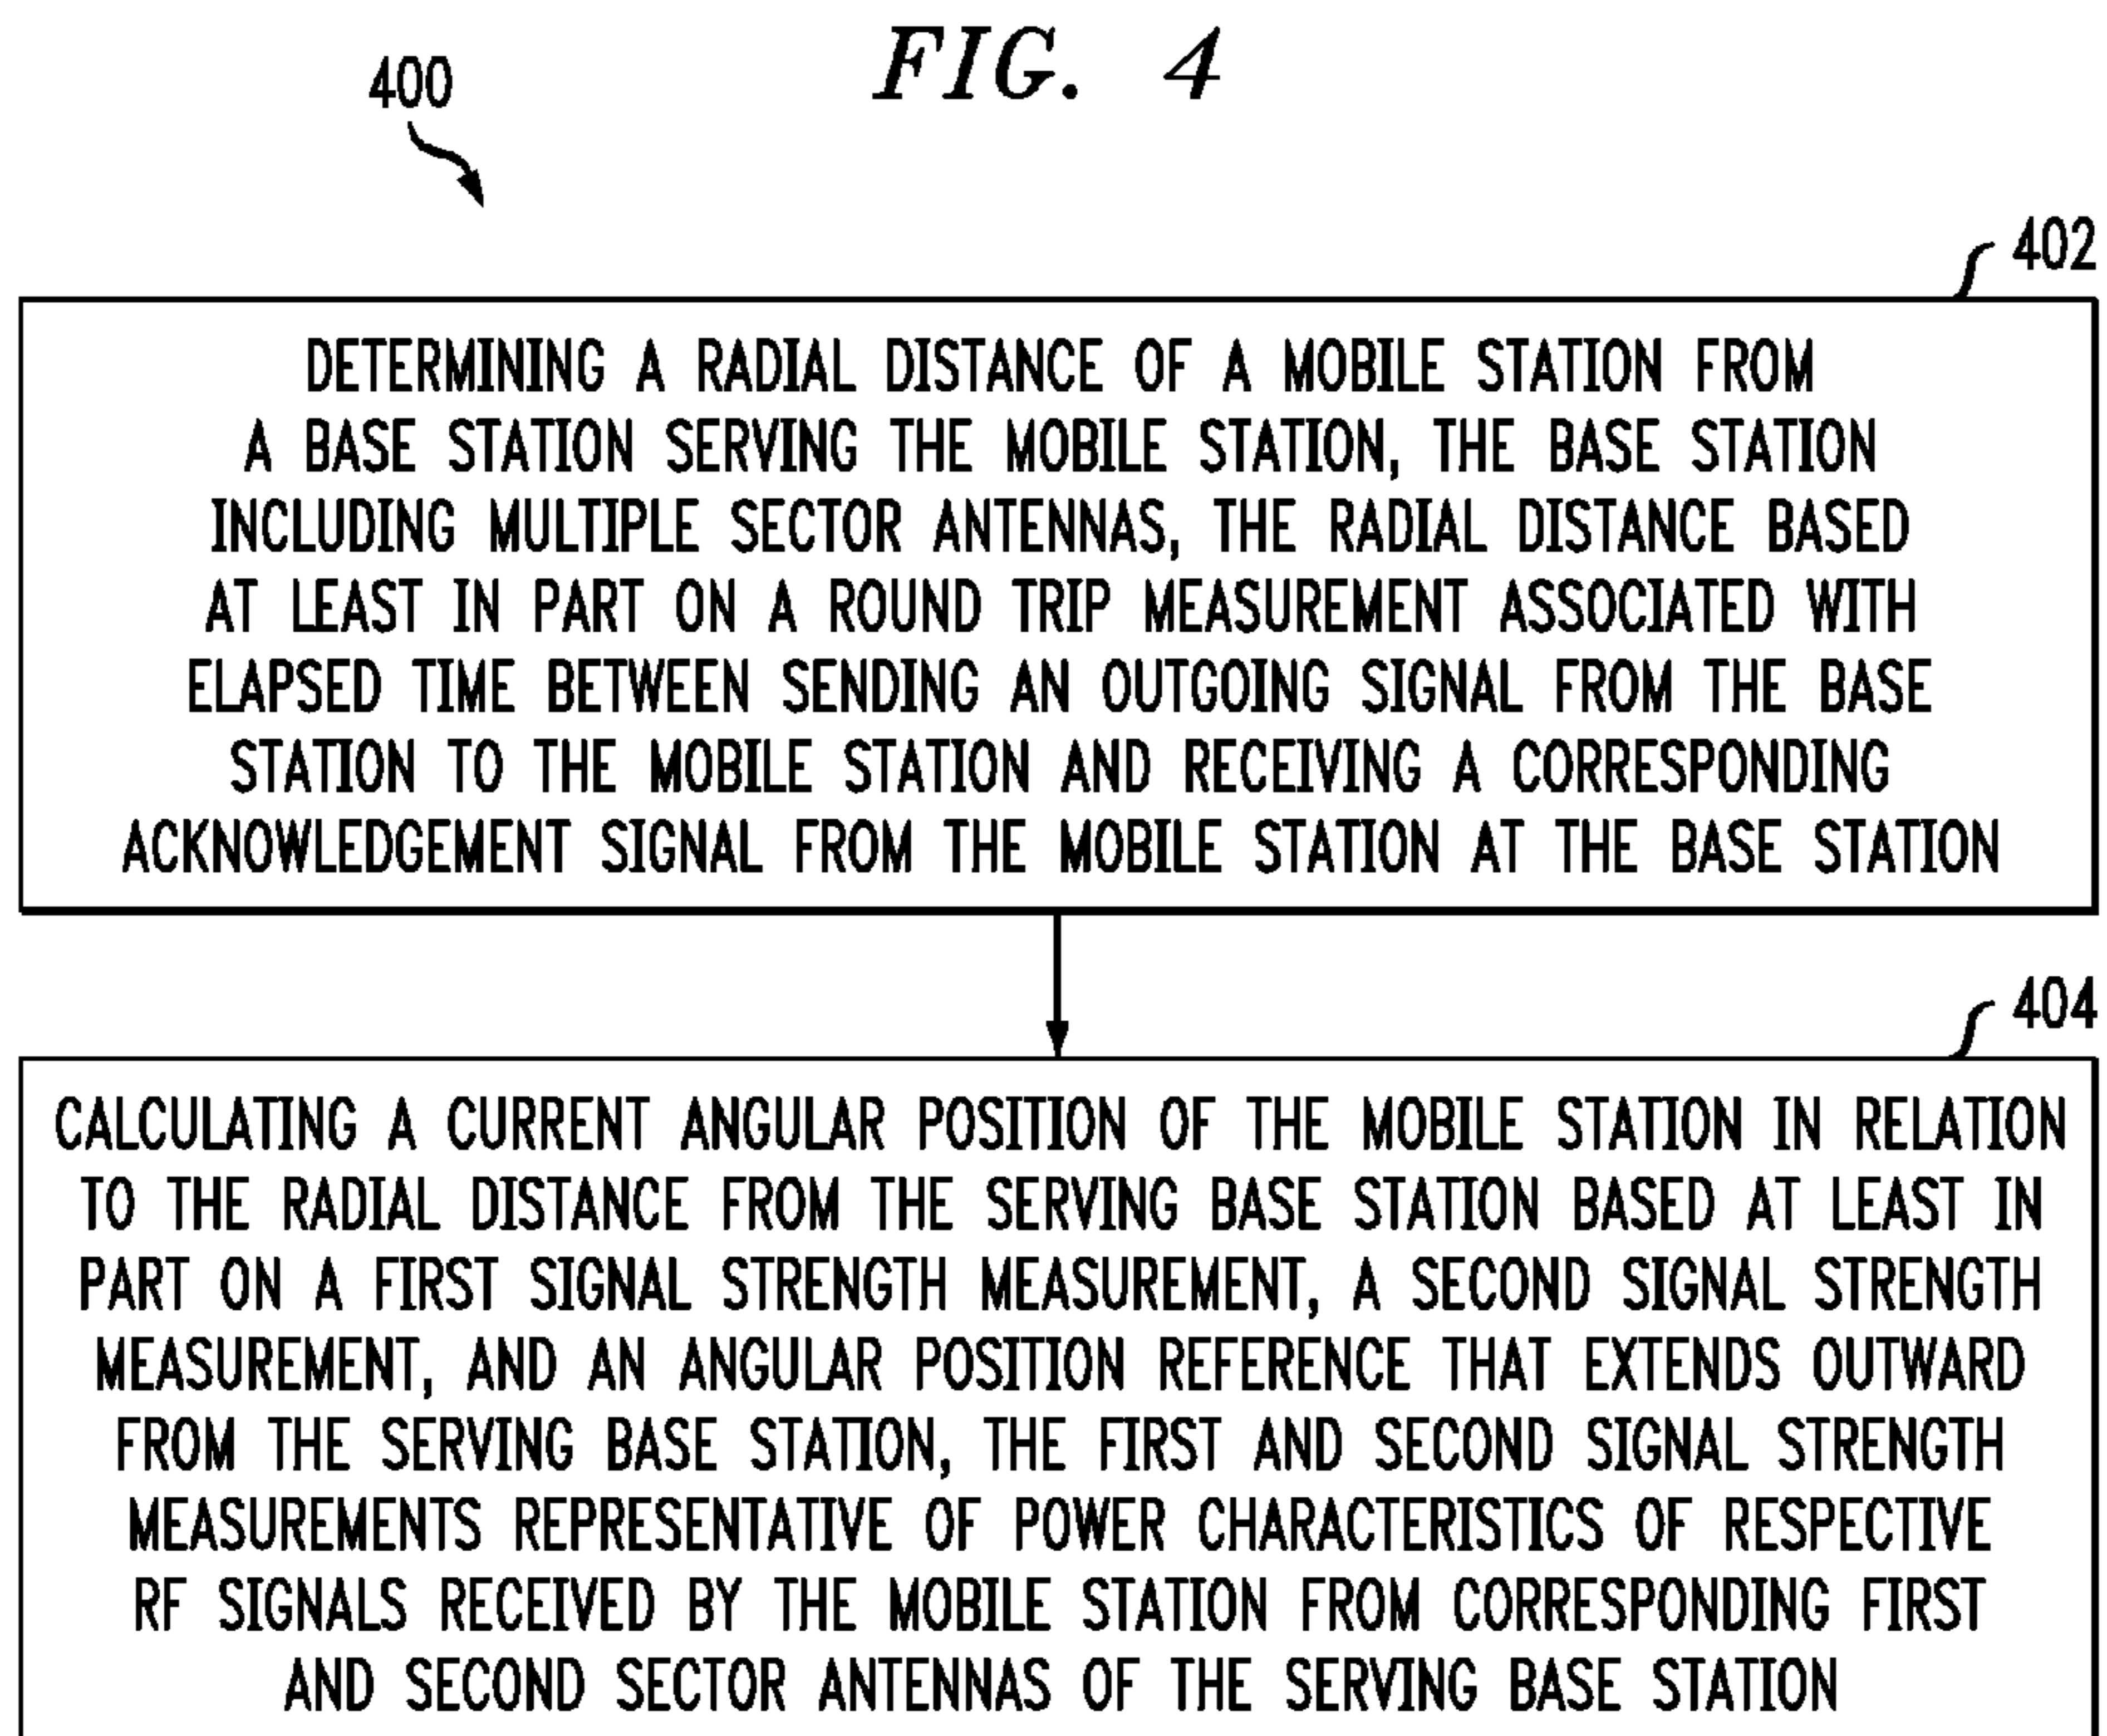 FIG. 4
400
402
DETERMINING A RADIAL DISTANCE OF A MOBILE STATION FROM
A BASE STATION SERVING THE MOBILE STATION, THE BASE STATION
INCLUDING MULTIPLE SECTOR ANTENNAS, THE RADIAL DISTANCE BASED
AT LEAST IN PART ON A ROUND TRIP MEASUREMENT ASSOCIATED WITH
ELAPSED TIME BETWEEN SENDING AN OUTGOING SIGNAL FROM THE BASE
STATION TO THE MOBILE STATION AND RECEIVING A CORRESPONDING
ACKNOWLEDGEMENT SIGNAL FROM THE MOBILE STATION AT THE BASE STATION
404
CALCULATING A CURRENT ANGULAR POSITION OF THE MOBILE STATION IN RELATION
TO THE RADIAL DISTANCE FROM THE SERVING BASE STATION BASED AT LEAST IN
PART ON A FIRST SIGNAL STRENGTH MEASUREMENT, A SECOND SIGNAL STRENGTH
MEASUREMENT, AND AN ANGULAR POSITION REFERENCE THAT EXTENDS OUTWARD
FROM THE SERVING BASE STATION, THE FIRST AND SECOND SIGNAL STRENGTH
MEASUREMENTS REPRESENTATIVE OF POWER CHARACTERISTICS OF RESPECTIVE
RF SIGNALS RECEIVED BY THE MOBILE STATION FROM CORRESPONDING FIRST
AND SECOND SECTOR ANTENNAS OF THE SERVING BASE STATION